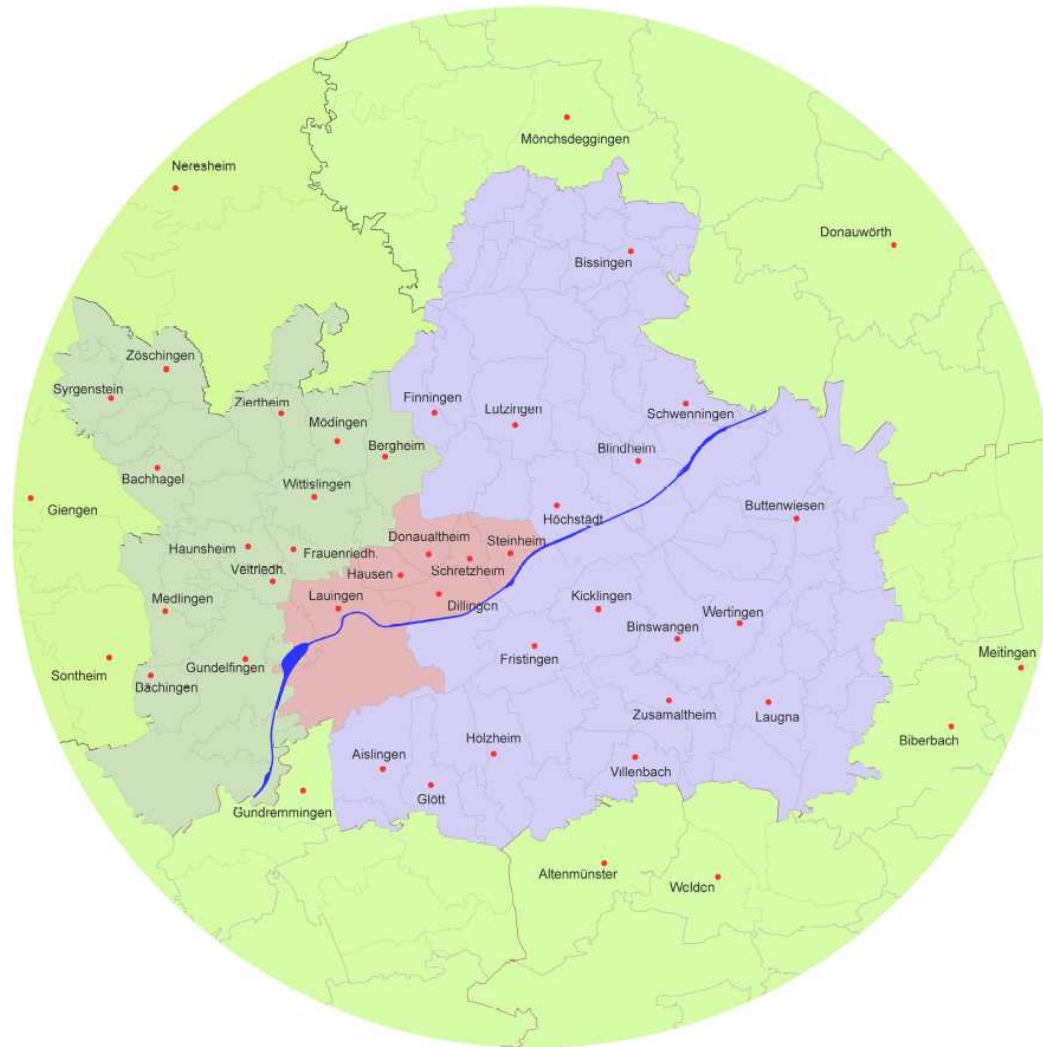 Mönchsdeggingen
Neresheim
Donauwörth
Bissingen
Zöschingen
Syrgenstein
Ziertheim
Finningen
Lutzingen
Schwenningen
Mödingen
Bergheim
Blindheim
Bachhagel
Wittislingen
Giengen
Höchstädt
Buttenwiesen
Donaualtheim
Steinheim
Haunsheim
Frauenriedh.
Veitriedh.
Hausen
Schretzheim
Medlingen
Lauingen
Dillingen
Kicklingen
Wertingen
Binswangen
Gundelfingen
Fristingen
Sontheim
Bächingen
Meitingen
Zusamaltheim
Laugna
Biberbach
Aislingen
Holzheim
Villenbach
Glött
Gundremmingen
Altenmünster
Welden